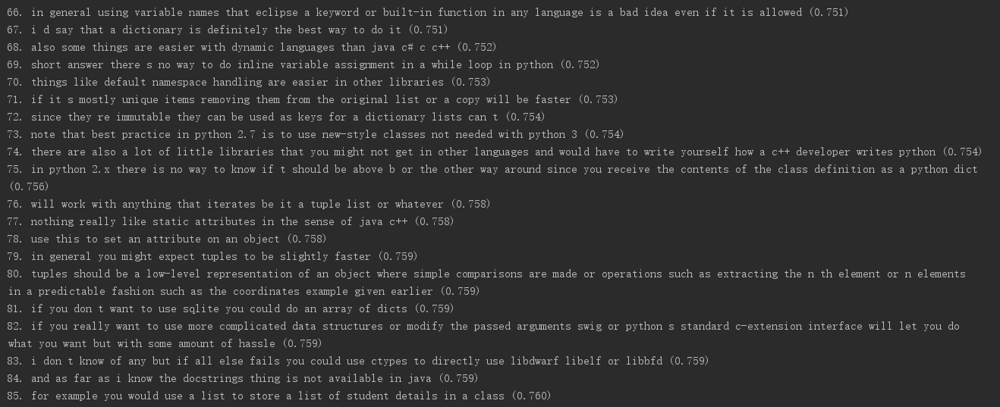 66. in general using variable names that eclipse a keyword or built-in function in any language is a bad idea even if it is allowed (0.751)
67. i d say that a dictionary is definitely the best way to do it (0.751)
68. also some things are easier with dynamic languages than java c# c c++ (0.752)
69. short answer there s no way to do inline variable assignment in a while loop in python (0.752)
70. things like default namespace handling are easier in other libraries (0.753)
71. if it s mostly unique items removing them from the original list or a copy will be faster (0.753)
72. since they re immutable they can be used as keys for a dictionary lists can t (0.754)
73. note that best practice in python 2.7 is to use new-style classes not needed with python 3 (0.754)
74. there are also a lot of little libraries that you might not get in other languages and would have to write yourself how a c++ developer writes python (0.754)
75. in python 2.x there is no way to know if t should be above b or the other way around since you receive the contents of the class definition as a python dict
(0.756)
76. will work with anything that iterates be it a tuple list or whatever (0.758)
77. nothing really like static attributes in the sense of java c++ (0.758)
78. use this to set an attribute on an object (0.758)
79. in general you might expect tuples to be slightly faster (0.759)
80. tuples should be a low-level representation of an object where simple comparisons are made or operations such as extracting the n th element or n elements
in a predictable fashion such as the coordinates example given earlier (0.759)
81. if you don t want to use sqlite you could do an array of dicts (0.759)
82. if you really want to use more complicated data structures or modify the passed arguments swig or python s standard c-extension interface will let you do
what you want but with some amount of hassle (0.759)
83. i don t know of any but if all else fails you could use ctypes to directly use libdwarf libelf or libbfd (0.759)
84. and as far as i know the docstrings thing is not available in java (0.759)
85. for example you would use a list to store a list of student details in a class (0.760)